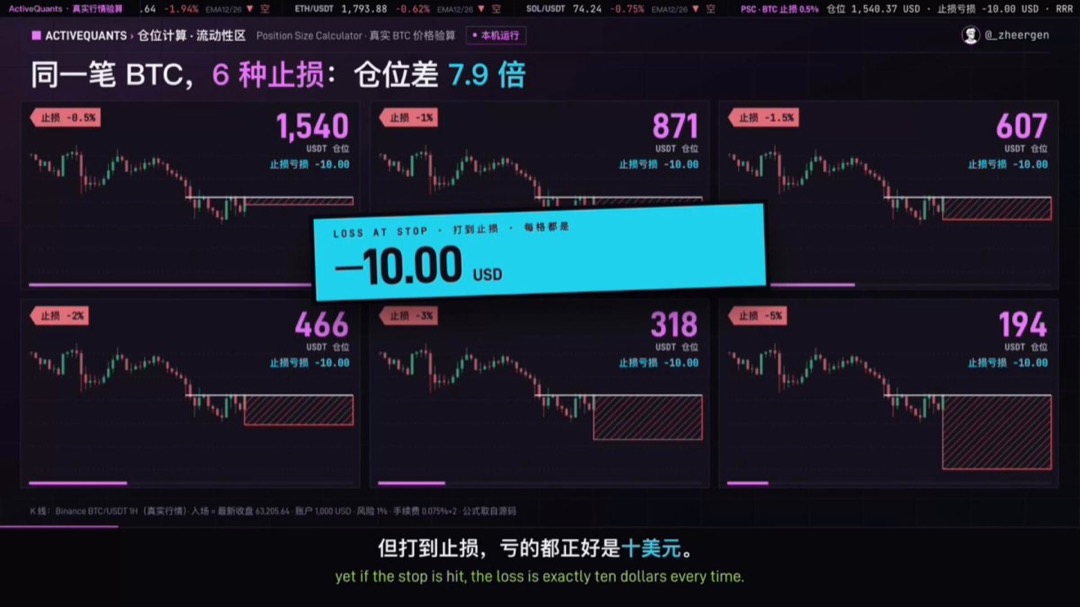 ActiveQuants · 真实行情验算 .64 -1.94% EMA12/26 ▼ 空 ETH/USDT 1,793.88 -0.62% EMA12/26 ▼ 空 SOL/USDT 74.24 -0.75% EMA12/26 ▼ 空 PSC · BTC 止损 0.5% 仓位 1,540.37 USD · 止损亏损 -10.00 USD · RRR
ACTIVEQUANTS › 仓位计算 · 流动性区 Position Size Calculator · 真实 BTC 价格验算 • 本机运行 @_zheergen
同一笔 BTC，6 种止损：仓位差 7.9 倍
止损 -0.5%
1,540
USDT 仓位
止损亏损 -10.00
止损 -1%
871
USDT 仓位
止损亏损 -10.00
止损 -1.5%
607
USDT 仓位
止损亏损 -10.00
LOSS AT STOP · 打到止损 · 每格都是
—10.00 USD
止损 -2%
466
USDT 仓位
止损亏损 -10.00
止损 -3%
318
USDT 仓位
止损亏损 -10.00
止损 -5%
194
USDT 仓位
止损亏损 -10.00
K 线：Binance BTC/USDT 1H（真实行情）· 入场 = 最新收盘 63,205.64 · 账户 1,000 USD · 风险 1% · 手续费 0.075%×2 · 公式取自源码
但打到止损，亏的都正好是十美元。
yet if the stop is hit, the loss is exactly ten dollars every time.